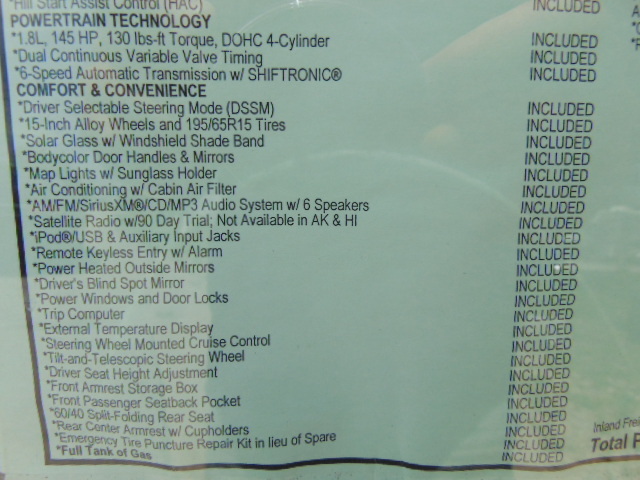 *Hill Start Assist Control (HAC) INCLUDED
POWERTRAIN TECHNOLOGY
*1.8L, 145 HP, 130 lbs-ft Torque, DOHC 4-Cylinder INCLUDED
*Dual Continuous Variable Valve Timing INCLUDED
*6-Speed Automatic Transmission w/ SHIFTRONIC® INCLUDED
COMFORT & CONVENIENCE
*Driver Selectable Steering Mode (DSSM) INCLUDED
*15-Inch Alloy Wheels and 195/65R15 Tires INCLUDED
*Solar Glass w/ Windshield Shade Band INCLUDED
*Bodycolor Door Handles & Mirrors INCLUDED
*Map Lights w/ Sunglass Holder INCLUDED
*Air Conditioning w/ Cabin Air Filter INCLUDED
*AM/FM/SiriusXM®/CD/MP3 Audio System w/ 6 Speakers INCLUDED
*Satellite Radio w/90 Day Trial; Not Available in AK & HI INCLUDED
*iPod®/USB & Auxiliary Input Jacks INCLUDED
*Remote Keyless Entry w/ Alarm INCLUDED
*Power Heated Outside Mirrors INCLUDED
*Driver's Blind Spot Mirror INCLUDED
*Power Windows and Door Locks INCLUDED
*Trip Computer INCLUDED
*External Temperature Display INCLUDED
*Steering Wheel Mounted Cruise Control INCLUDED
*Tilt-and-Telescopic Steering Wheel INCLUDED
*Driver Seat Height Adjustment INCLUDED
*Front Armrest Storage Box INCLUDED
*Front Passenger Seatback Pocket INCLUDED
*60/40 Split-Folding Rear Seat INCLUDED
*Rear Center Armrest w/ Cupholders INCLUDED
*Emergency Tire Puncture Repair Kit in lieu of Spare INCLUDED
*Full Tank of Gas INCLUDED
Inland Frei
Total P